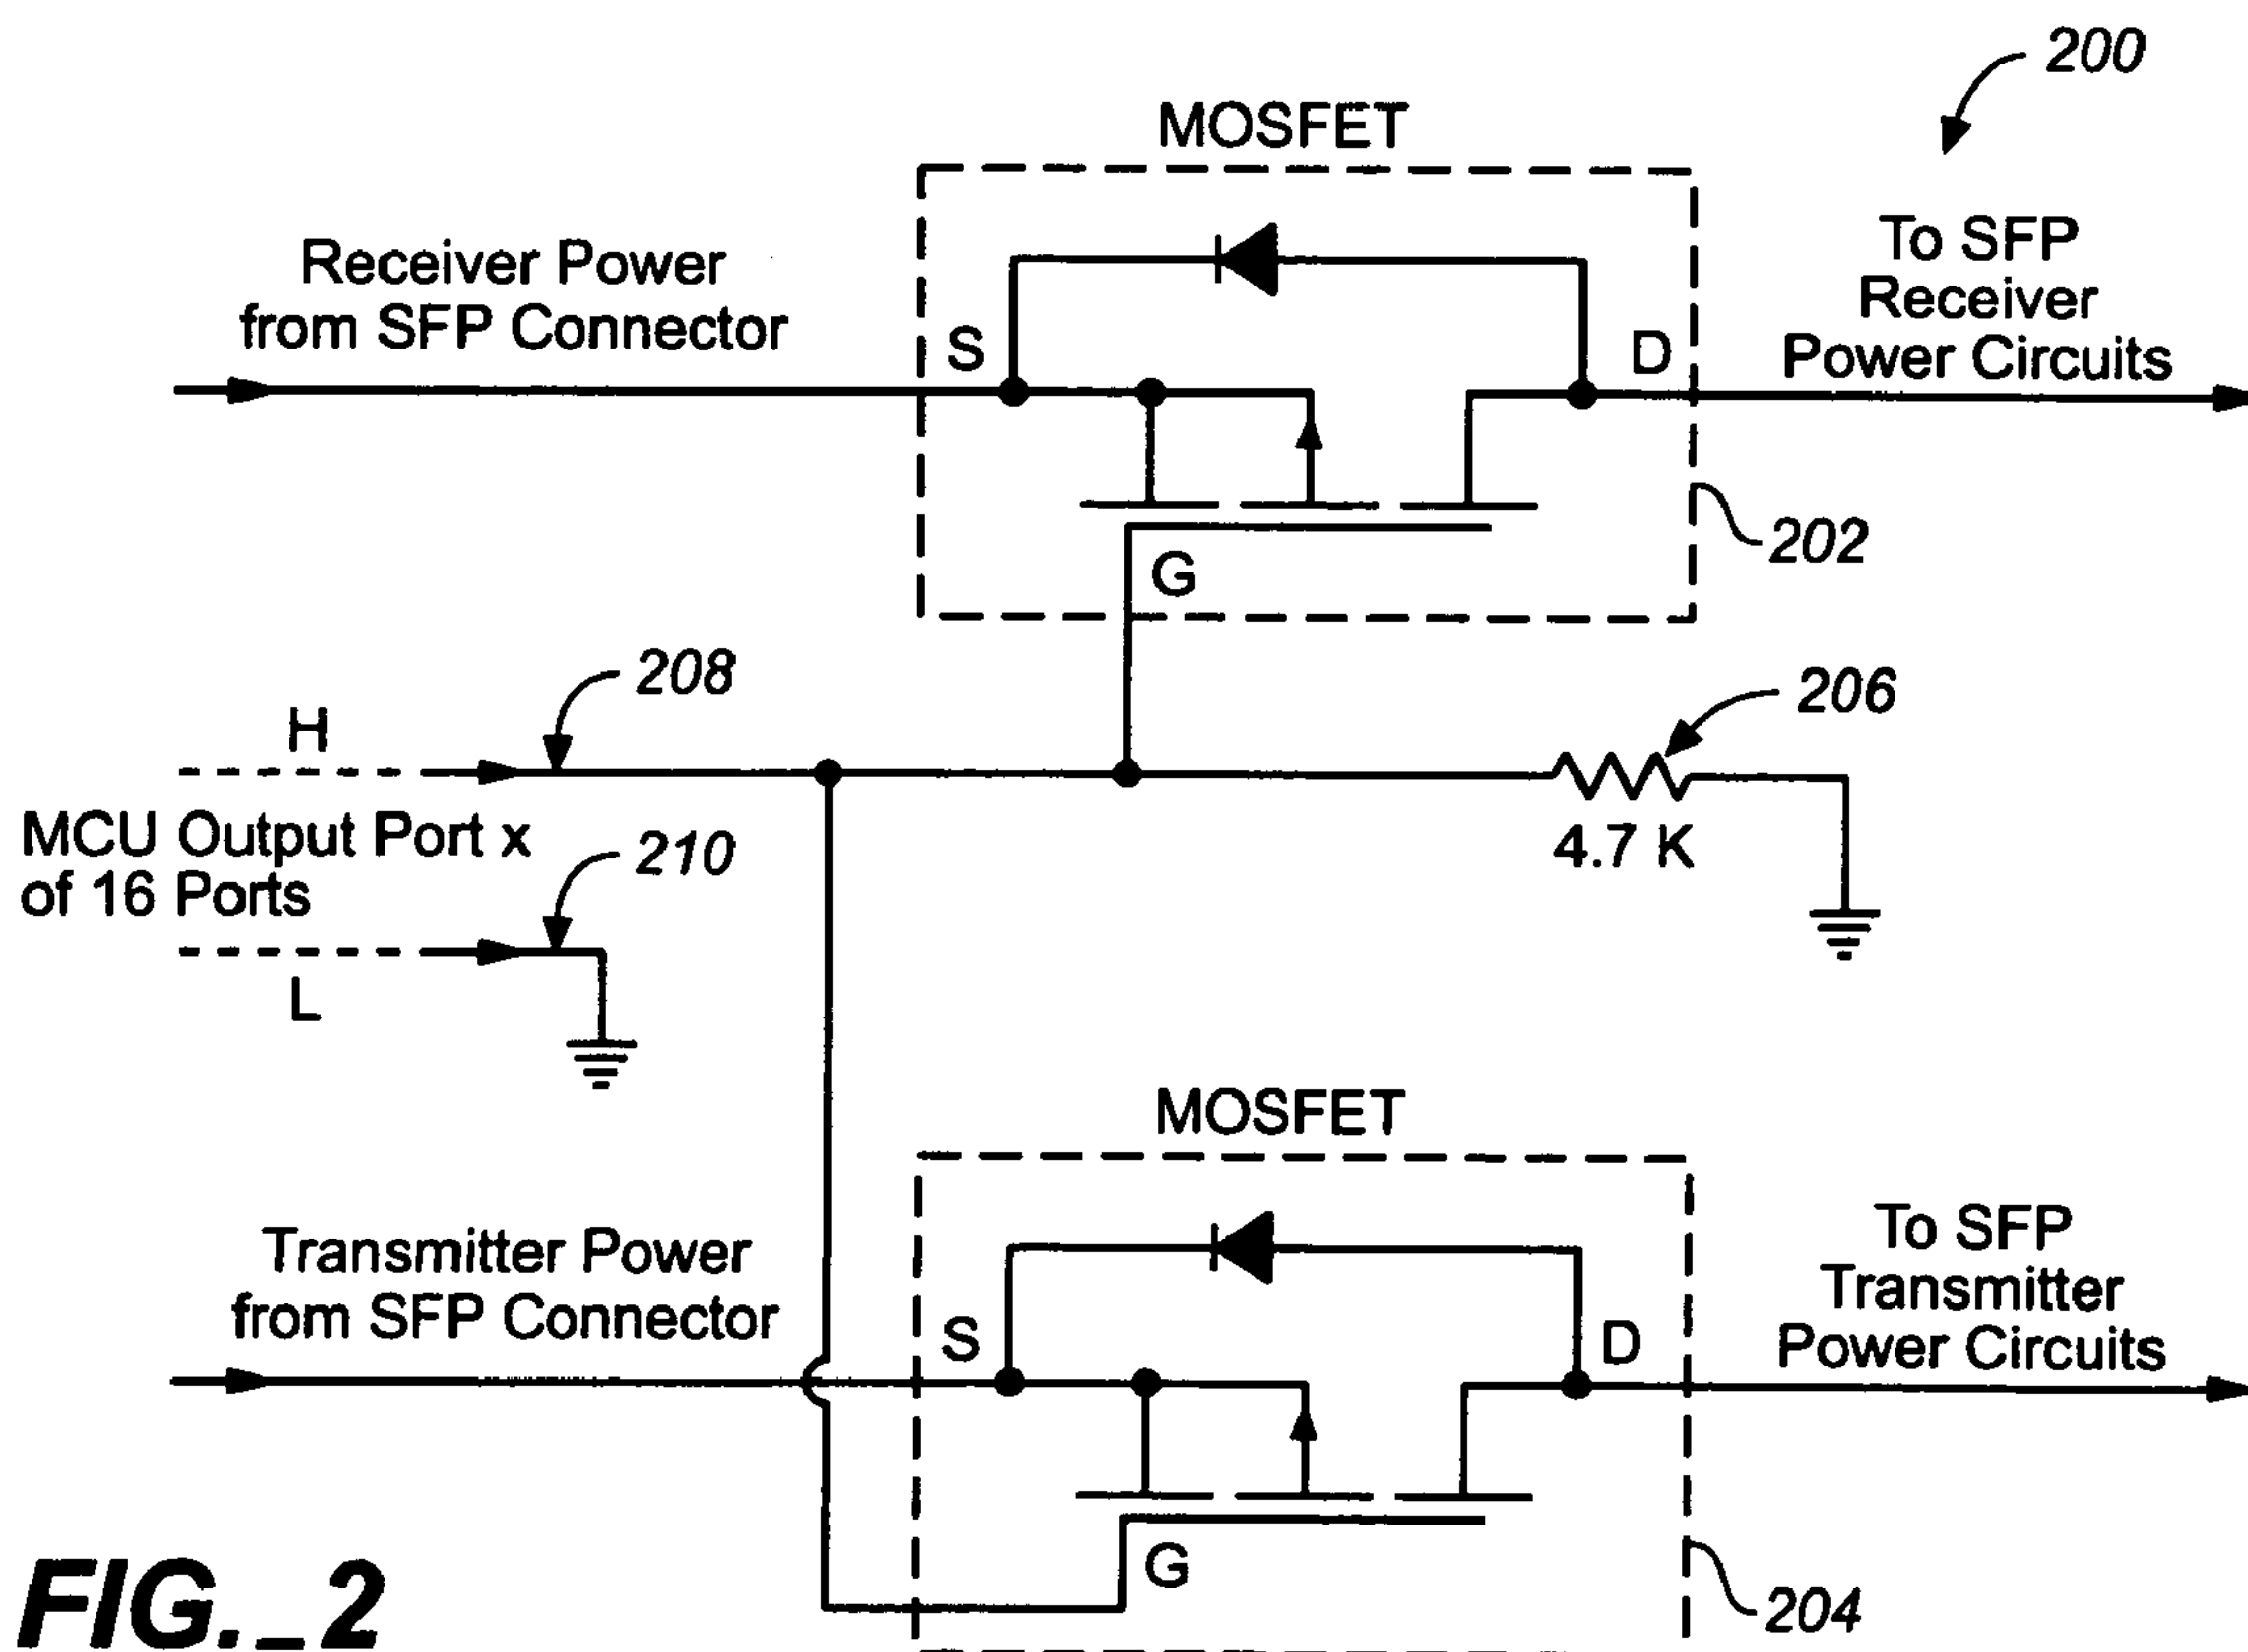 200
MOSFET
Receiver Power
from SFP Connector
To SFP
Receiver
Power Circuits
S
D
G
202
208
H
206
MCU Output Port x
of 16 Ports
210
4.7 K
L
MOSFET
Transmitter Power
from SFP Connector
To SFP
Transmitter
Power Circuits
S
D
G
204
FIG._2